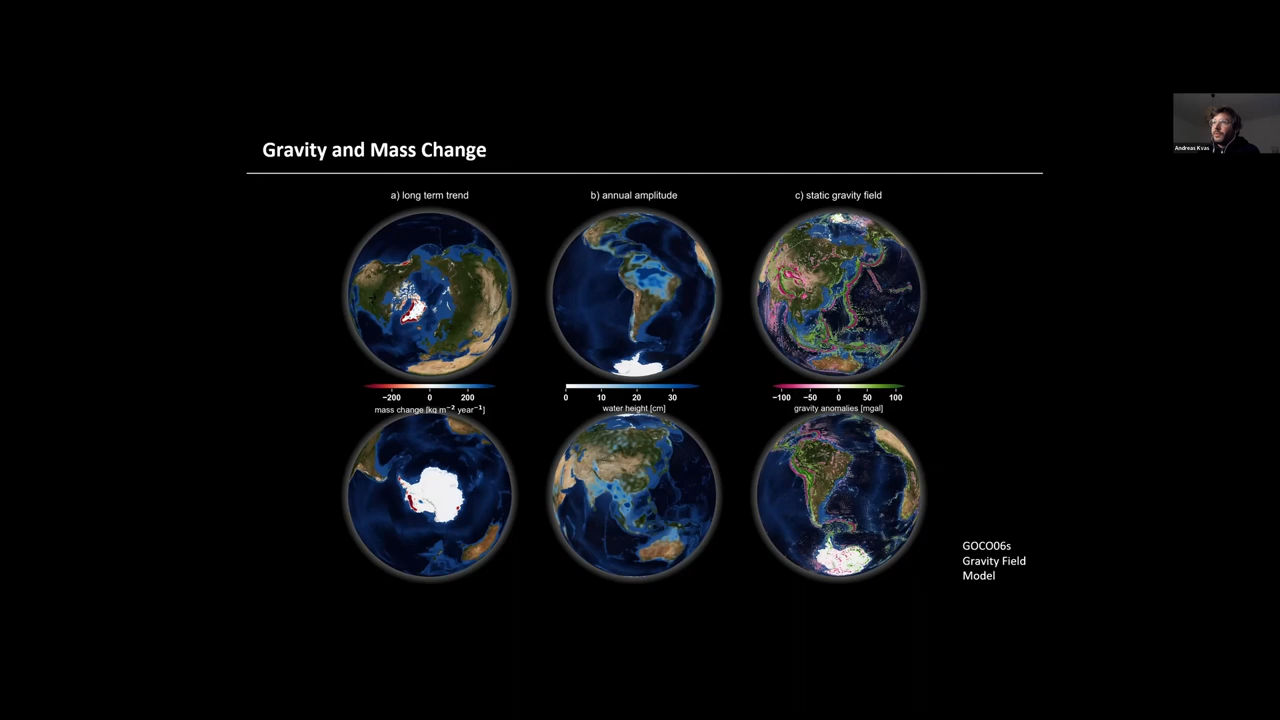 Gravity and Mass Change
Andreas Kvas
a) long term trend
b) annual amplitude
c) static gravity field
−200 0 200
mass change [kg m⁻² year⁻¹]
0 10 20 30
water height [cm]
−100 −50 0 50 100
gravity anomalies [mgal]
GOCO06s
Gravity Field
Model